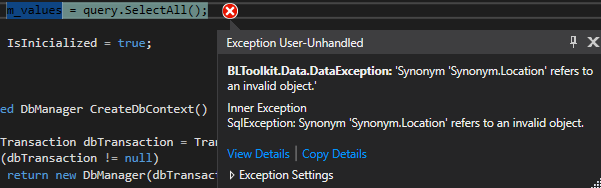 m_values = query.SelectAll();
IsInicialized = true;
Exception User-Unhandled
BLToolkit.Data.DataException: 'Synonym 'Synonym.Location' refers to
an invalid object.'
Inner Exception
SqlException: Synonym 'Synonym.Location' refers to an invalid object.
View Details | Copy Details
Exception Settings
ed DbManager CreateDbContext()
Transaction dbTransaction = Tran
(dbTransaction != null)
return new DbManager(dbTransac